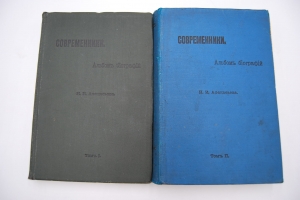 СОВРЕМЕННИКИ.
Альбомъ біографій
Томъ I.
СОВРЕМЕННИКИ.
Альбомъ біографій
Томъ II.